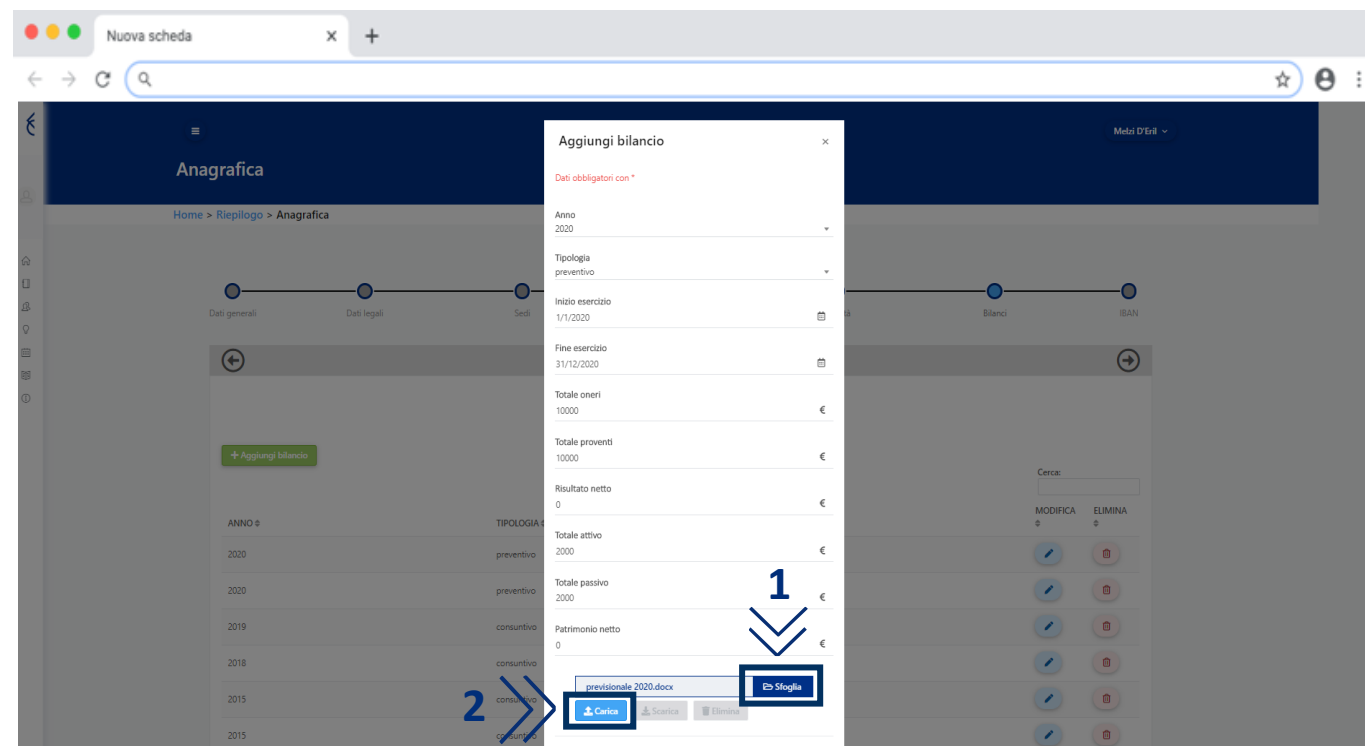 Nuova scheda
Melzi D'Eril
Anagrafica
Home > Riepilogo > Anagrafica
Dati generali
Dati legali
Sedi
tà
Bilanci
IBAN
+ Aggiungi bilancio
Cerca:
ANNO
TIPOLOGIA
MODIFICA
ELIMINA
2020 preventivo
2020 preventivo
2019 consuntivo
2018 consuntivo
2015 consuntivo
2015 consuntivo
Aggiungi bilancio ×
Dati obbligatori con *
Anno
2020
Tipologia
preventivo
Inizio esercizio
1/1/2020
Fine esercizio
31/12/2020
Totale oneri
10000 €
Totale proventi
10000 €
Risultato netto
0 €
Totale attivo
2000 €
Totale passivo
2000 €
Patrimonio netto
0 €
1
previsionale 2020.docx Sfoglia
2
Carica Scarica Elimina